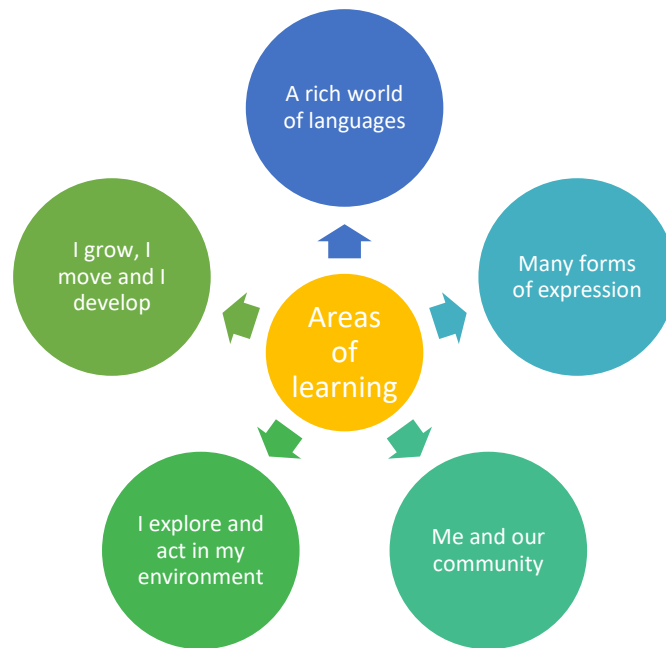 A rich world
of languages
Many forms
of expression
Me and our
community
I explore and
act in my
environment
I grow, I
move and I
develop
Areas
of
learning